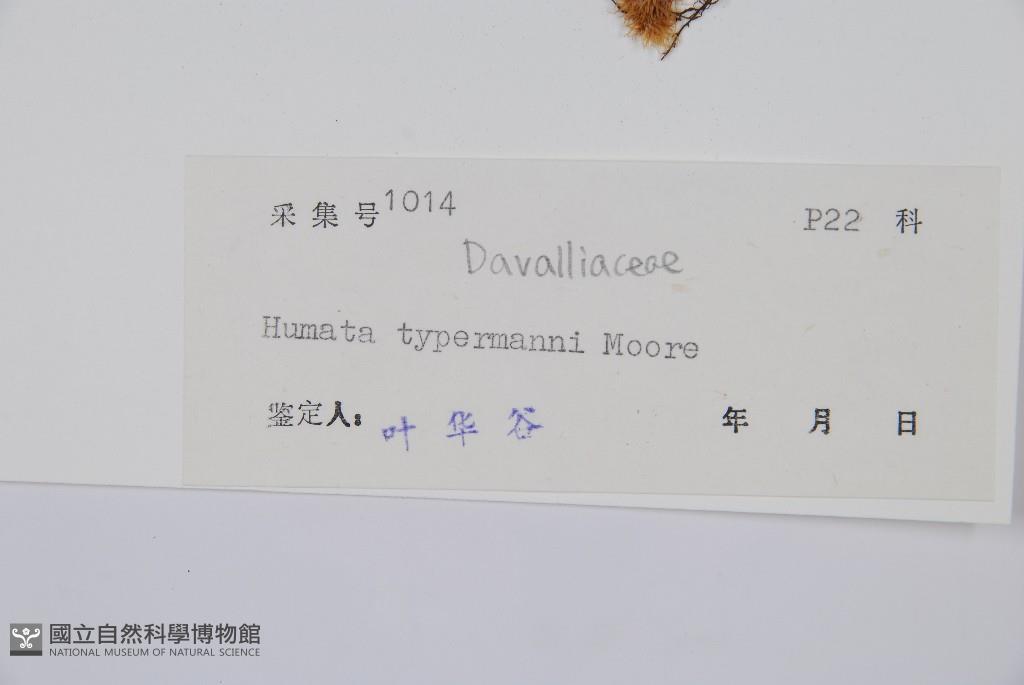 采集号1014 P22 科
Davalliaceae
Humata typermanni Moore
鉴定人: 叶华谷 年 月 日
國立自然科學博物館
NATIONAL MUSEUM OF NATURAL SCIENCE